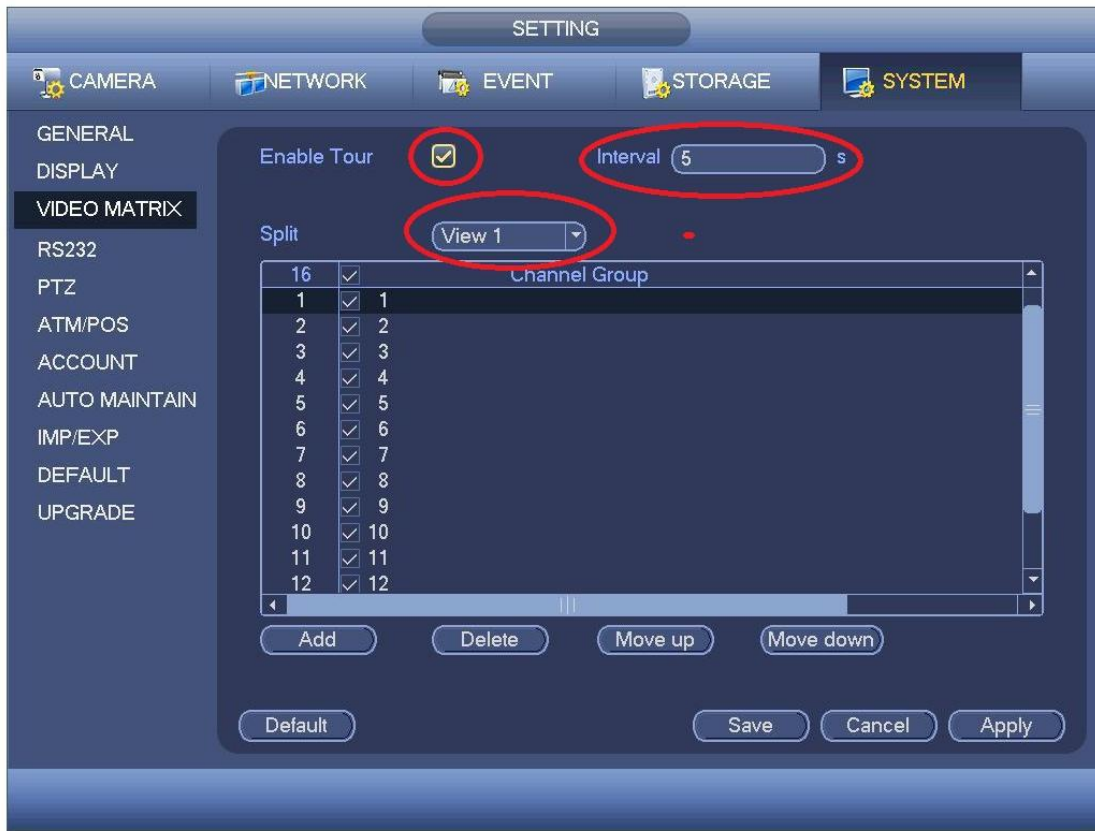 SETTING
CAMERA NETWORK EVENT STORAGE SYSTEM
GENERAL
DISPLAY
VIDEO MATRIX
RS232
PTZ
ATM/POS
ACCOUNT
AUTO MAINTAIN
IMP/EXP
DEFAULT
UPGRADE
Enable Tour Interval 5 s
Split View 1
16 Channel Group
1 1
2 2
3 3
4 4
5 5
6 6
7 7
8 8
9 9
10 10
11 11
12 12
Add Delete Move up Move down
Default Save Cancel Apply